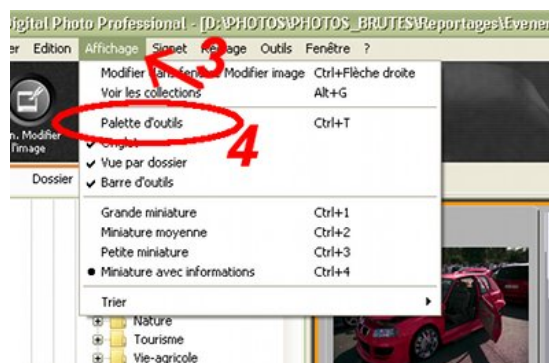 Digital Photo Professional - [D:\PHOTOS\PHOTOS_BRUTES\Reportages\Evene
er Edition Affichage Signet Réglage Outils Fenêtre ?
3
Modifier dans fenêtre Modifier image Ctrl+Flèche droite
Voir les collections Alt+G
Palette d'outils Ctrl+T
4
n. Modifier
l'image
Onglet
Vue par dossier
Dossier
Barre d'outils
Grande miniature Ctrl+1
Miniature moyenne Ctrl+2
Petite miniature Ctrl+3
Miniature avec informations Ctrl+4
Trier
Nature
Tourisme
Vie-agricole